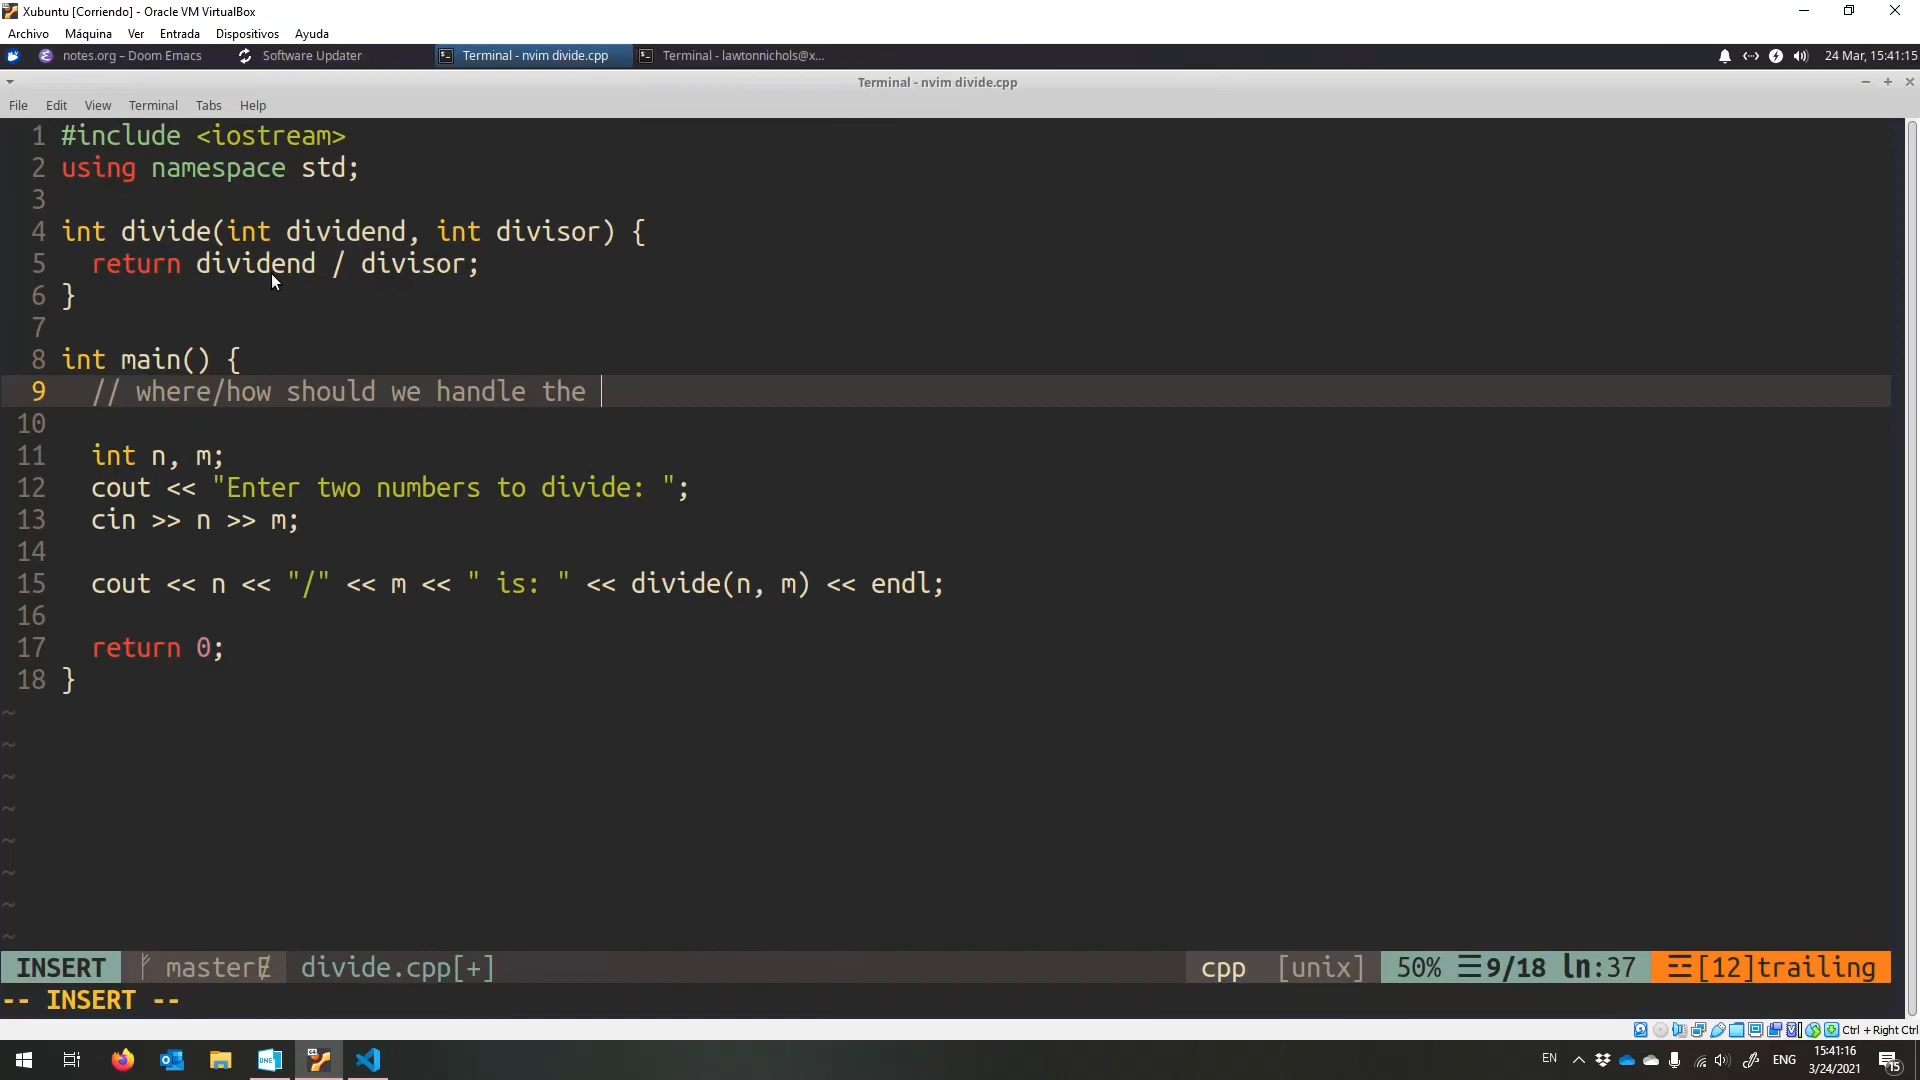 Xubuntu [Corriendo] - Oracle VM VirtualBox
Archivo Máquina Ver Entrada Dispositivos Ayuda
notes.org – Doom Emacs Software Updater Terminal - nvim divide.cpp Terminal - lawtonnichols@x... 24 Mar, 15:41:15
Terminal - nvim divide.cpp
File Edit View Terminal Tabs Help
1 #include <iostream>
2 using namespace std;
3
4 int divide(int dividend, int divisor) {
5 return dividend / divisor;
6 }
7
8 int main() {
9 // where/how should we handle the
10
11 int n, m;
12 cout << "Enter two numbers to divide: ";
13 cin >> n >> m;
14
15 cout << n << "/" << m << " is: " << divide(n, m) << endl;
16
17 return 0;
18 }
~
~
~
~
~
~
~
~
INSERT master divide.cpp[+] cpp [unix] 50% ☰9/18 ln:37 ☲[12]trailing
-- INSERT --
Ctrl + Right Ctrl
EN ENG 15:41:16
3/24/2021 15